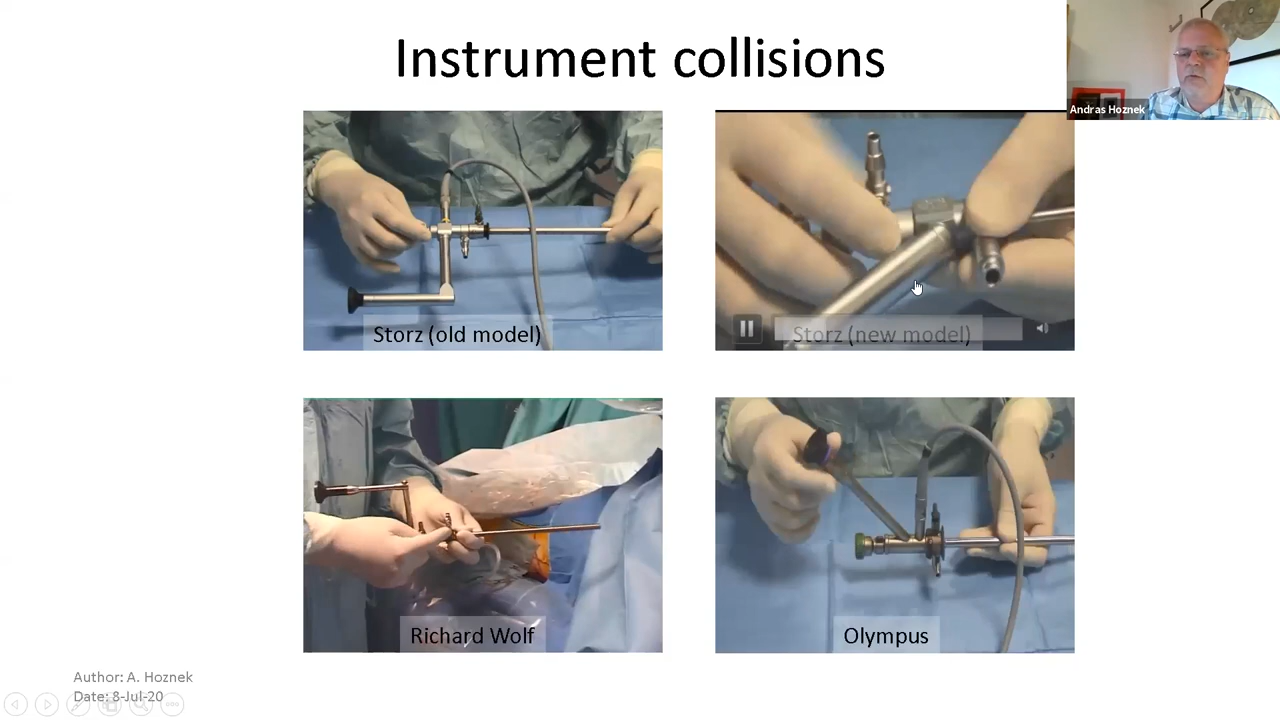 Instrument collisions
Andras Hoznek
Storz (old model)
Storz (new model)
Richard Wolf
Olympus
Author: A. Hoznek
Date: 8-Jul-20